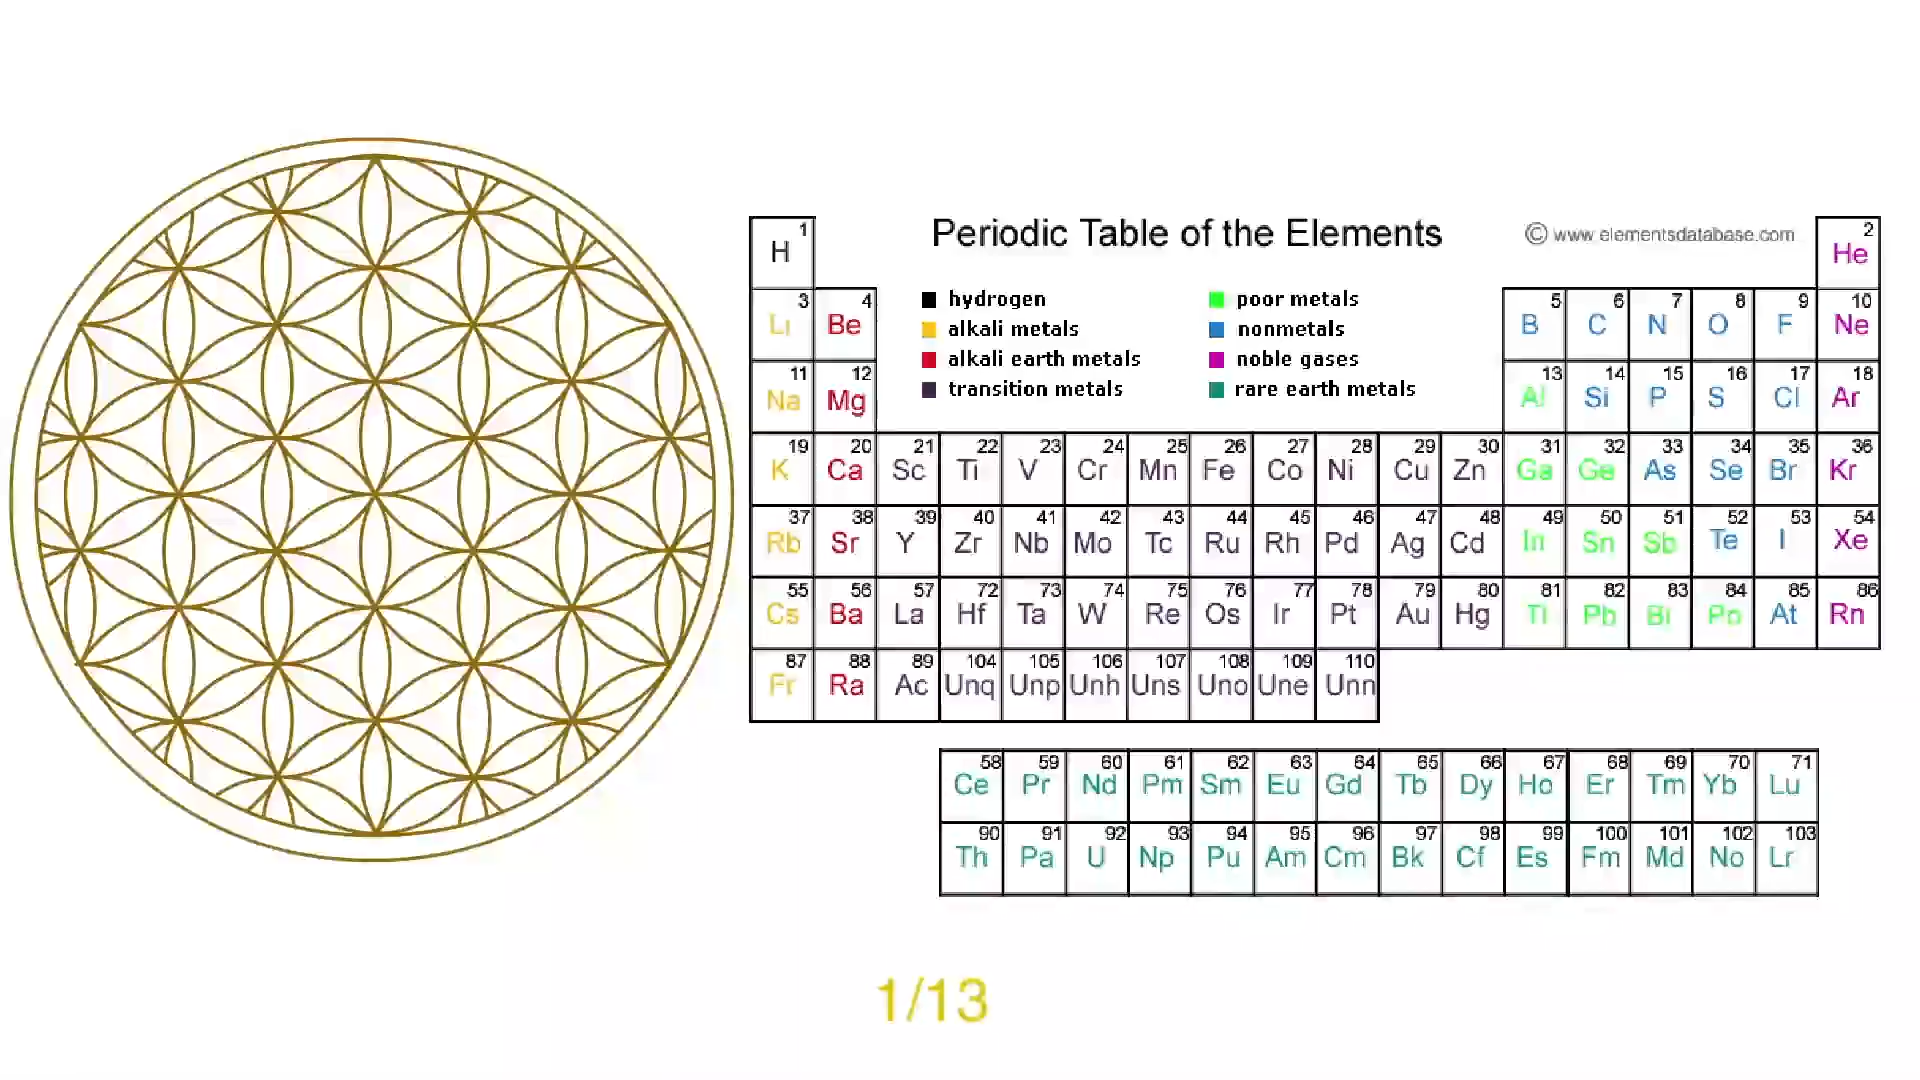 Periodic Table of the Elements
© www.elementsdatabase.com
1 H 2 He
hydrogen
alkali metals
alkali earth metals
transition metals
poor metals
nonmetals
noble gases
rare earth metals
3 Li 4 Be 5 B 6 C 7 N 8 O 9 F 10 Ne
11 Na 12 Mg 13 Al 14 Si 15 P 16 S 17 Cl 18 Ar
19 K 20 Ca 21 Sc 22 Ti 23 V 24 Cr 25 Mn 26 Fe 27 Co 28 Ni 29 Cu 30 Zn 31 Ga 32 Ge 33 As 34 Se 35 Br 36 Kr
37 Rb 38 Sr 39 Y 40 Zr 41 Nb 42 Mo 43 Tc 44 Ru 45 Rh 46 Pd 47 Ag 48 Cd 49 In 50 Sn 51 Sb 52 Te 53 I 54 Xe
55 Cs 56 Ba 57 La 72 Hf 73 Ta 74 W 75 Re 76 Os 77 Ir 78 Pt 79 Au 80 Hg 81 Tl 82 Pb 83 Bi 84 Po 85 At 86 Rn
87 Fr 88 Ra 89 Ac 104 Unq 105 Unp 106 Unh 107 Uns 108 Uno 109 Une 110 Unn
58 Ce 59 Pr 60 Nd 61 Pm 62 Sm 63 Eu 64 Gd 65 Tb 66 Dy 67 Ho 68 Er 69 Tm 70 Yb 71 Lu
90 Th 91 Pa 92 U 93 Np 94 Pu 95 Am 96 Cm 97 Bk 98 Cf 99 Es 100 Fm 101 Md 102 No 103 Lr
1/13